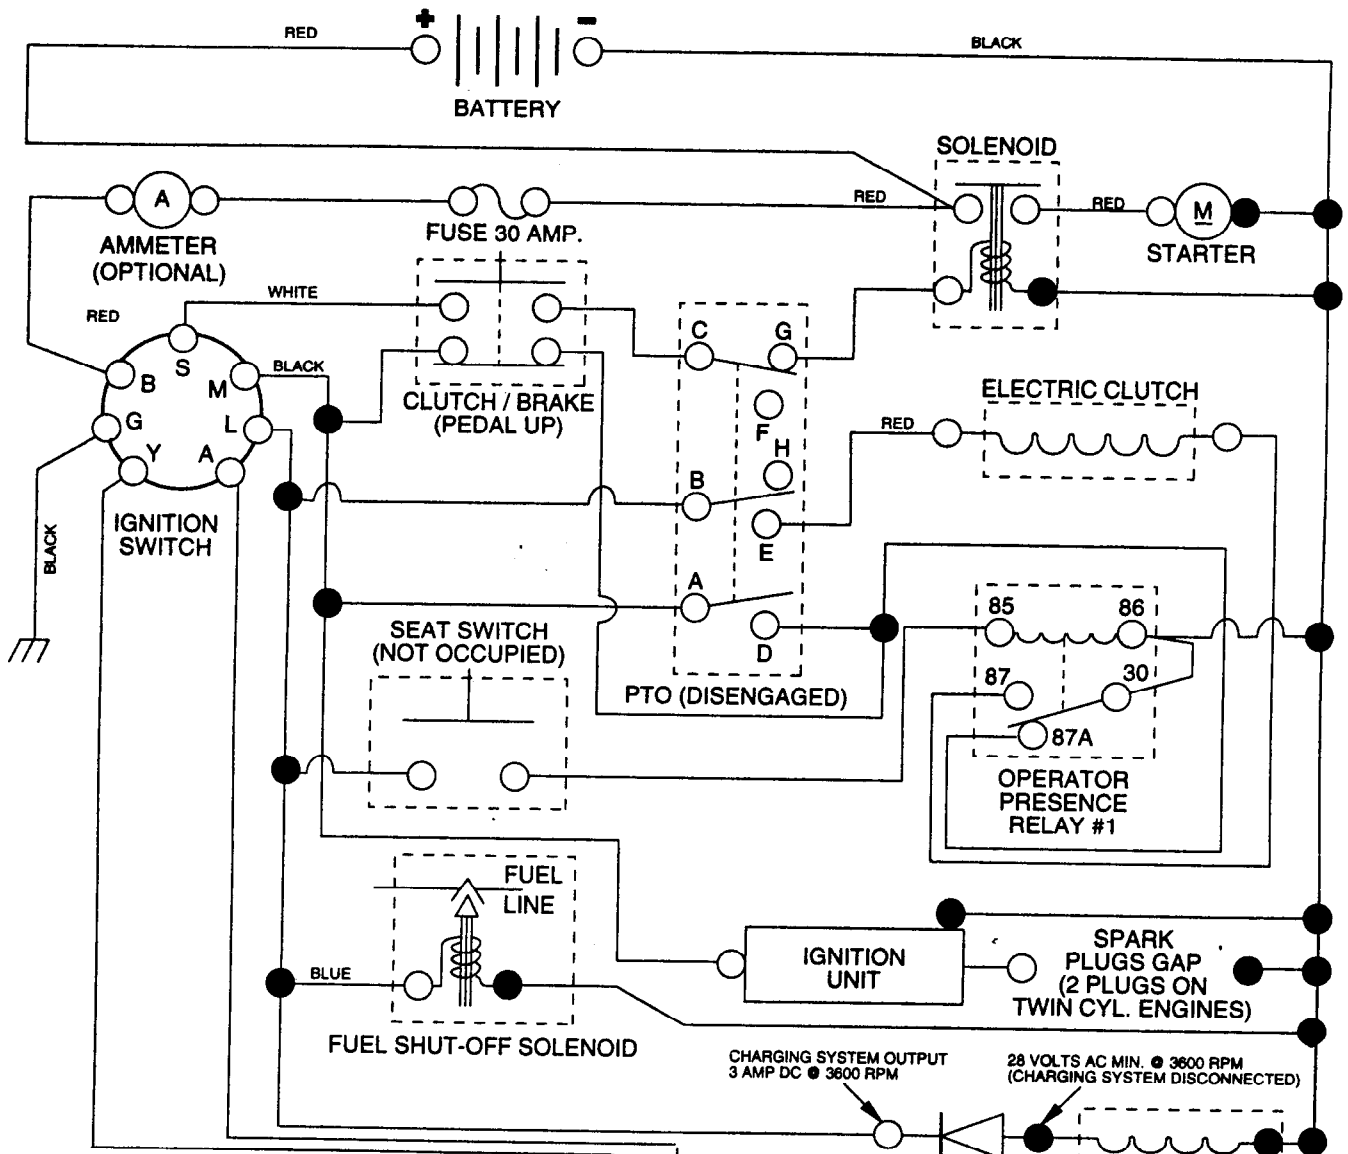 +
-
RED
BLACK
BATTERY
SOLENOID
A
RED
RED
M
AMMETER
(OPTIONAL)
FUSE 30 AMP.
STARTER
WHITE
RED
S
C
G
B
M
BLACK
CLUTCH / BRAKE
(PEDAL UP)
ELECTRIC CLUTCH
G
L
F
RED
Y
A
H
B
IGNITION
SWITCH
E
BLACK
A
85
86
SEAT SWITCH
(NOT OCCUPIED)
D
87
30
PTO (DISENGAGED)
87A
OPERATOR
PRESENCE
RELAY #1
FUEL
LINE
IGNITION
UNIT
SPARK
PLUGS GAP
(2 PLUGS ON
TWIN CYL. ENGINES)
BLUE
FUEL SHUT-OFF SOLENOID
CHARGING SYSTEM OUTPUT
3 AMP DC @ 3600 RPM
28 VOLTS AC MIN. @ 3600 RPM
(CHARGING SYSTEM DISCONNECTED)